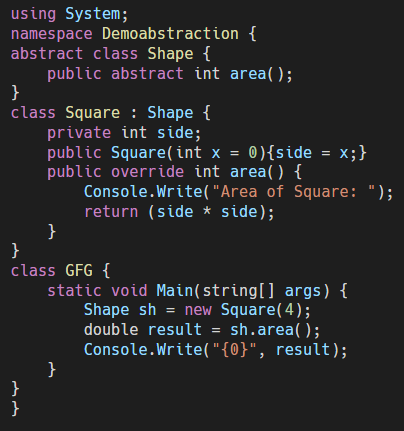 using System;
namespace Demoabstraction {
abstract class Shape {
    public abstract int area();
}
class Square : Shape {
    private int side;
    public Square(int x = 0){side = x;}
    public override int area() {
        Console.Write("Area of Square: ");
        return (side * side);
    }
}
class GFG {
    static void Main(string[] args) {
        Shape sh = new Square(4);
        double result = sh.area();
        Console.Write("{0}", result);
    }
}
}